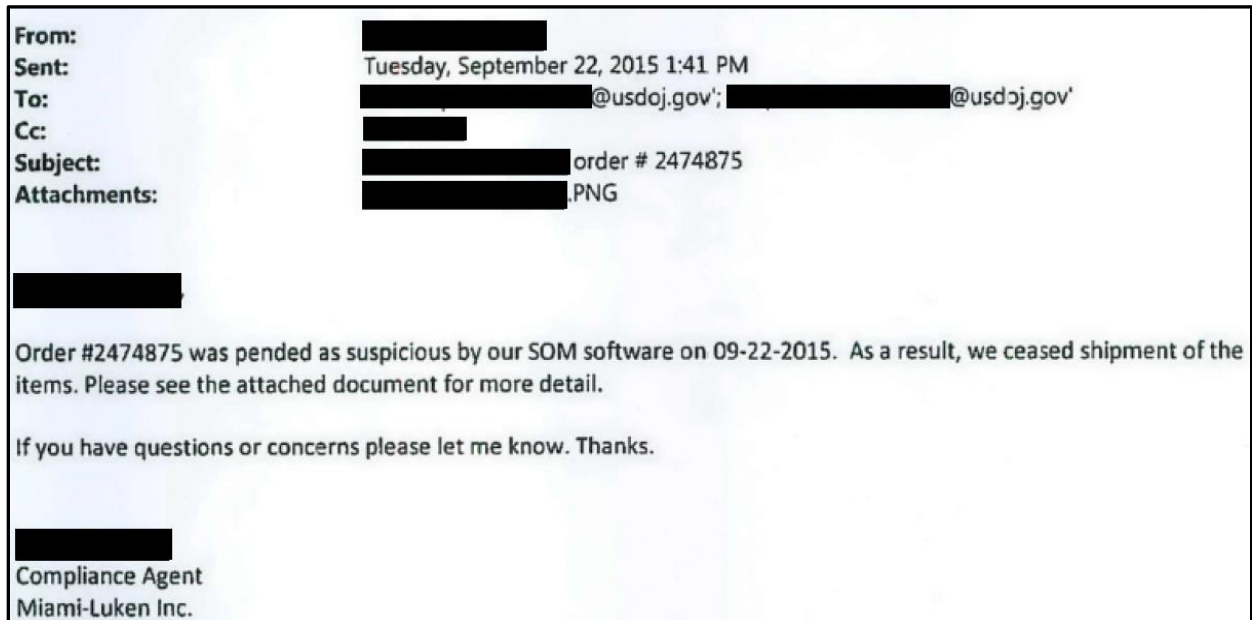 From:
Sent: Tuesday, September 22, 2015 1:41 PM
To: @usdoj.gov'; @usdoj.gov'
Cc:
Subject: order # 2474875
Attachments: .PNG
,
Order #2474875 was pended as suspicious by our SOM software on 09-22-2015. As a result, we ceased shipment of the
items. Please see the attached document for more detail.
If you have questions or concerns please let me know. Thanks.
Compliance Agent
Miami-Luken Inc.